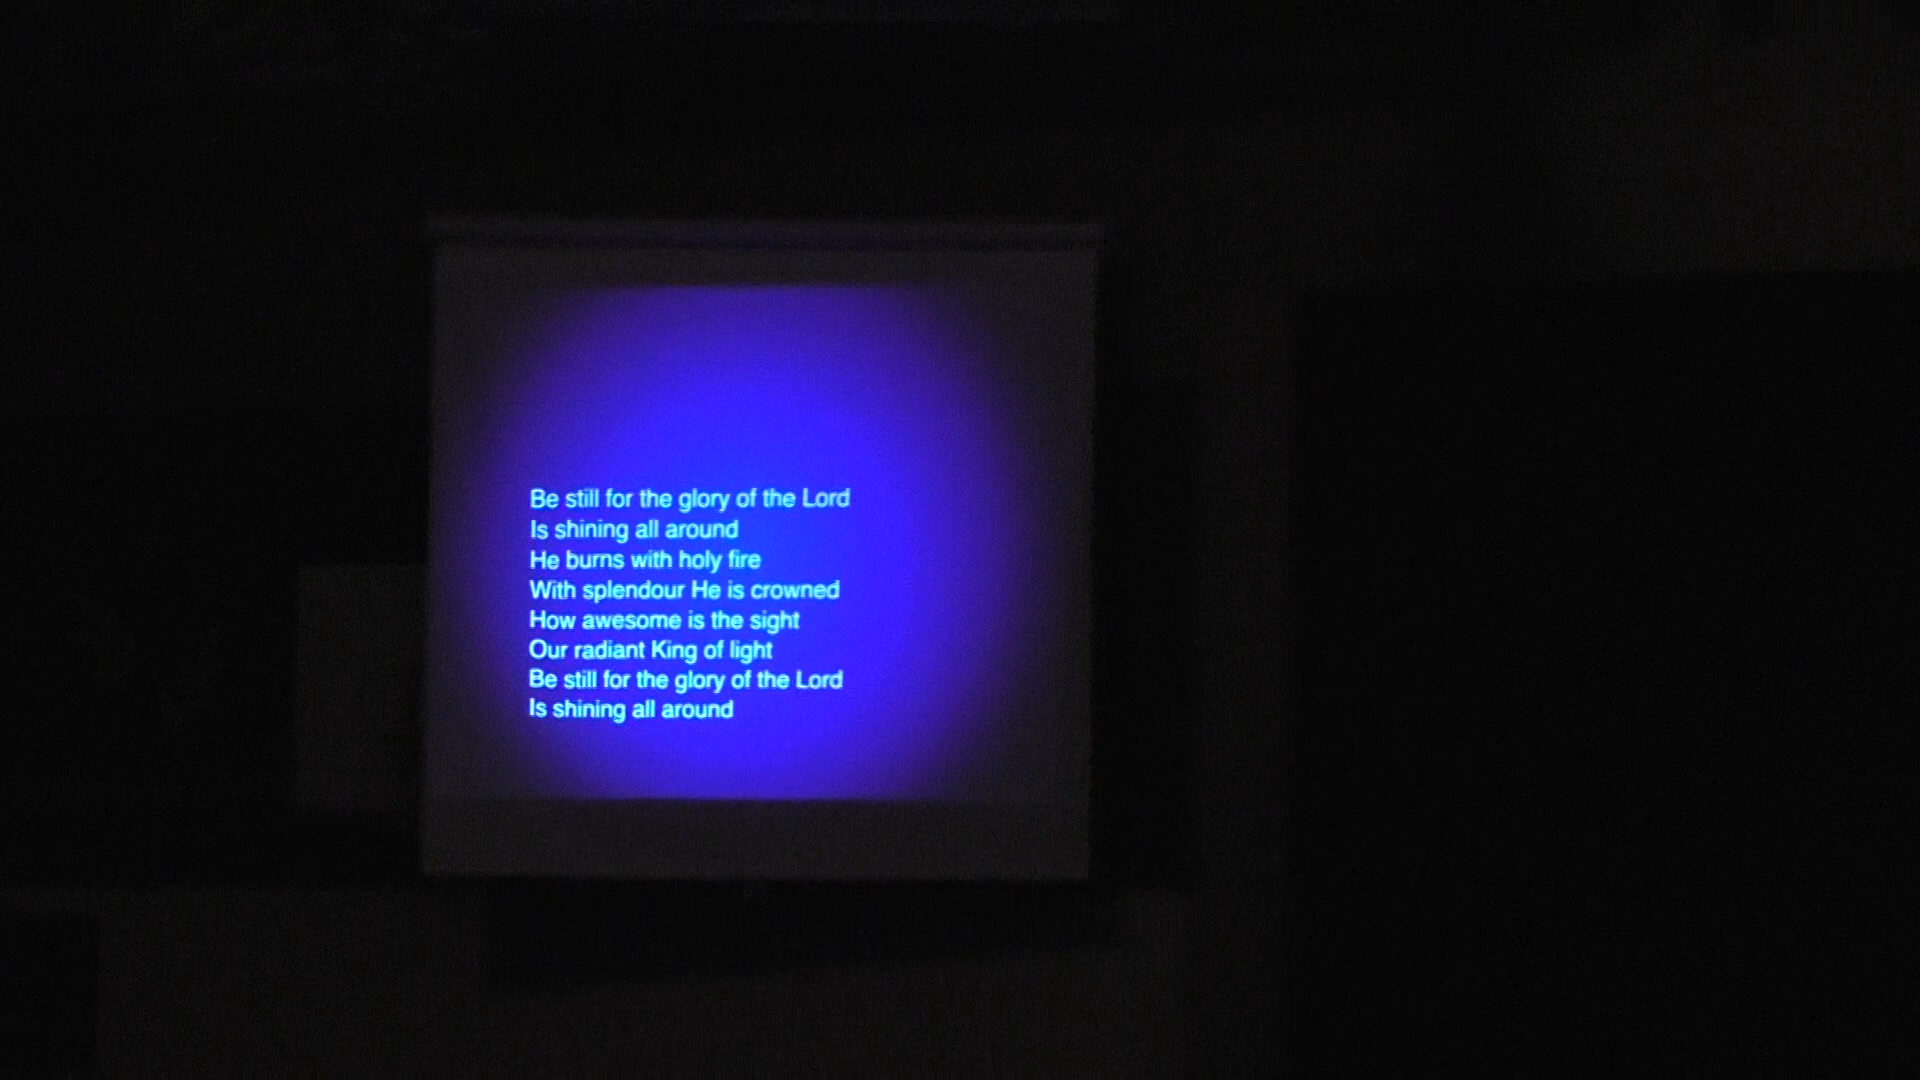 Be still for the glory of the Lord
Is shining all around
He burns with holy fire
With splendour He is crowned
How awesome is the sight
Our radiant King of light
Be still for the glory of the Lord
Is shining all around